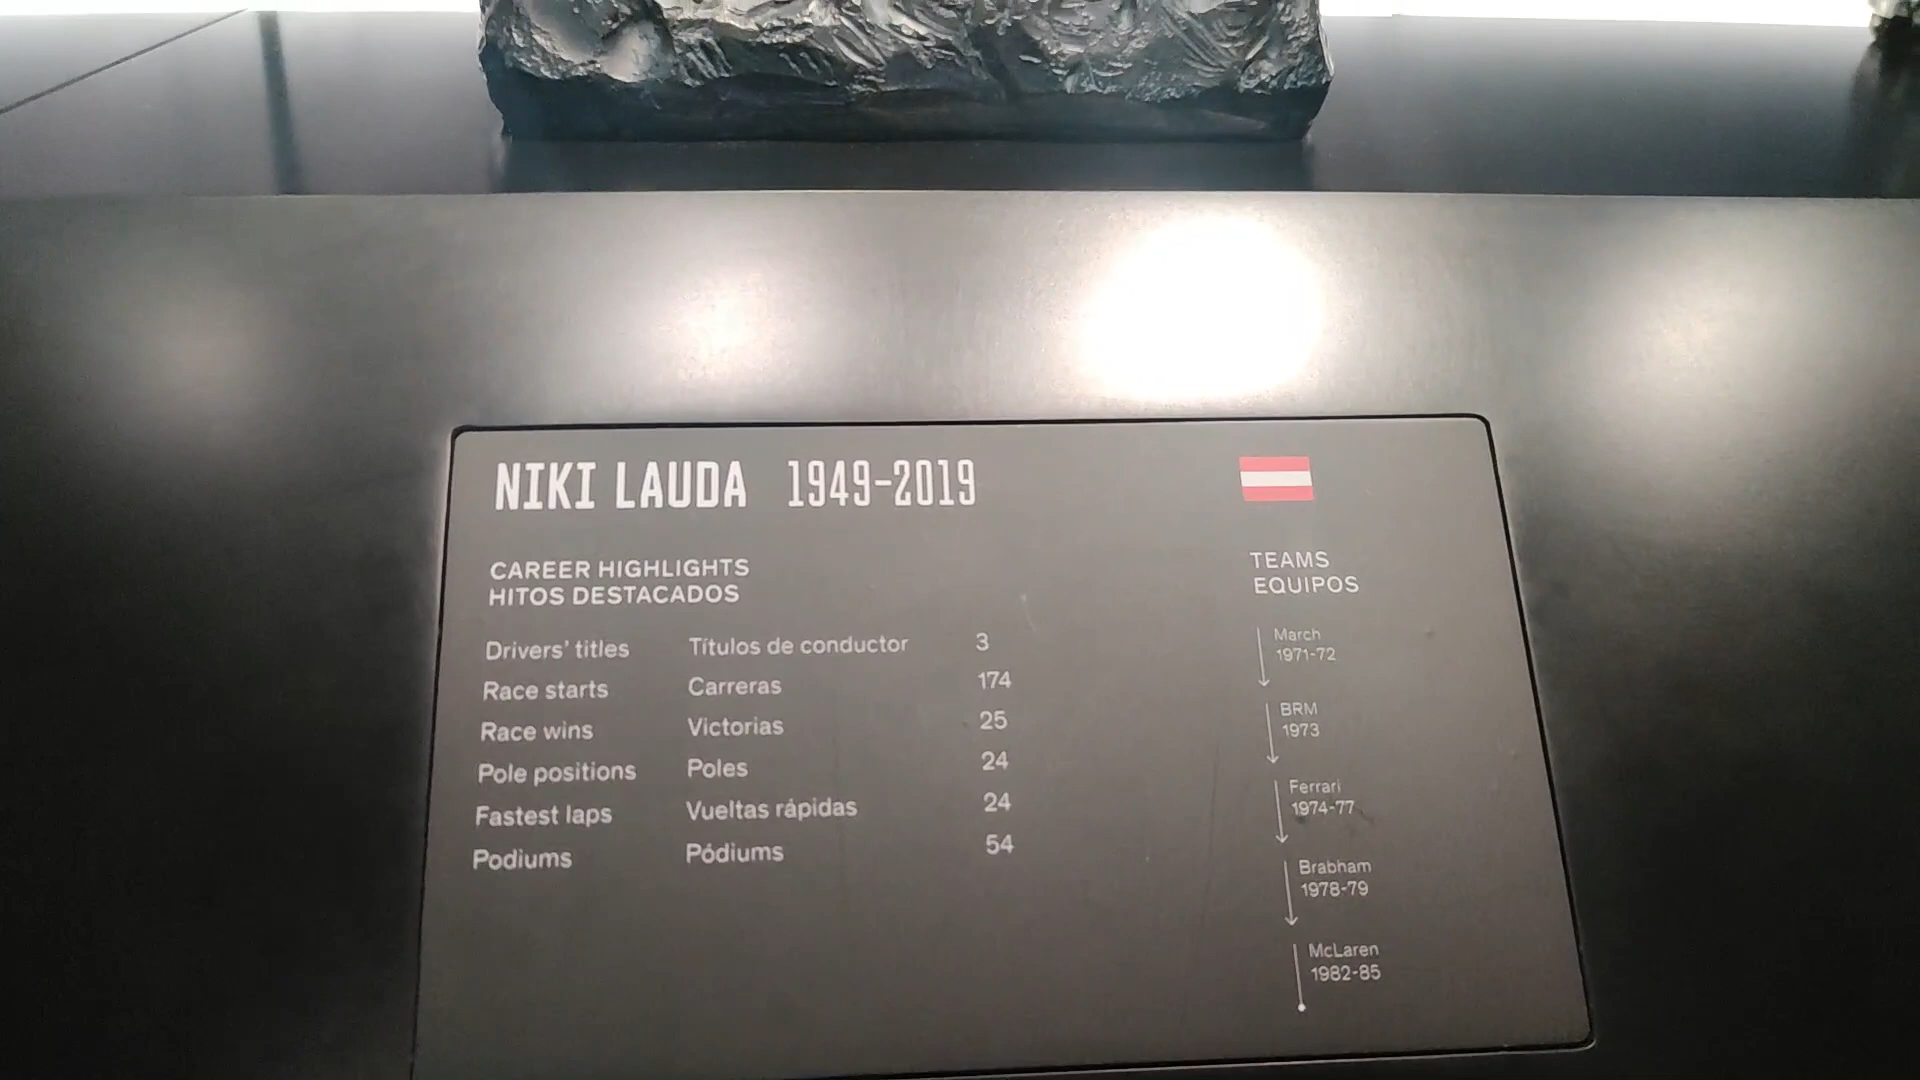 NIKI LAUDA 1949-2019
CAREER HIGHLIGHTS
HITOS DESTACADOS
Drivers' titles Títulos de conductor 3
Race starts Carreras 174
Race wins Victorias 25
Pole positions Poles 24
Fastest laps Vueltas rápidas 24
Podiums Pódiums 54
TEAMS
EQUIPOS
March
1971-72
BRM
1973
Ferrari
1974-77
Brabham
1978-79
McLaren
1982-85